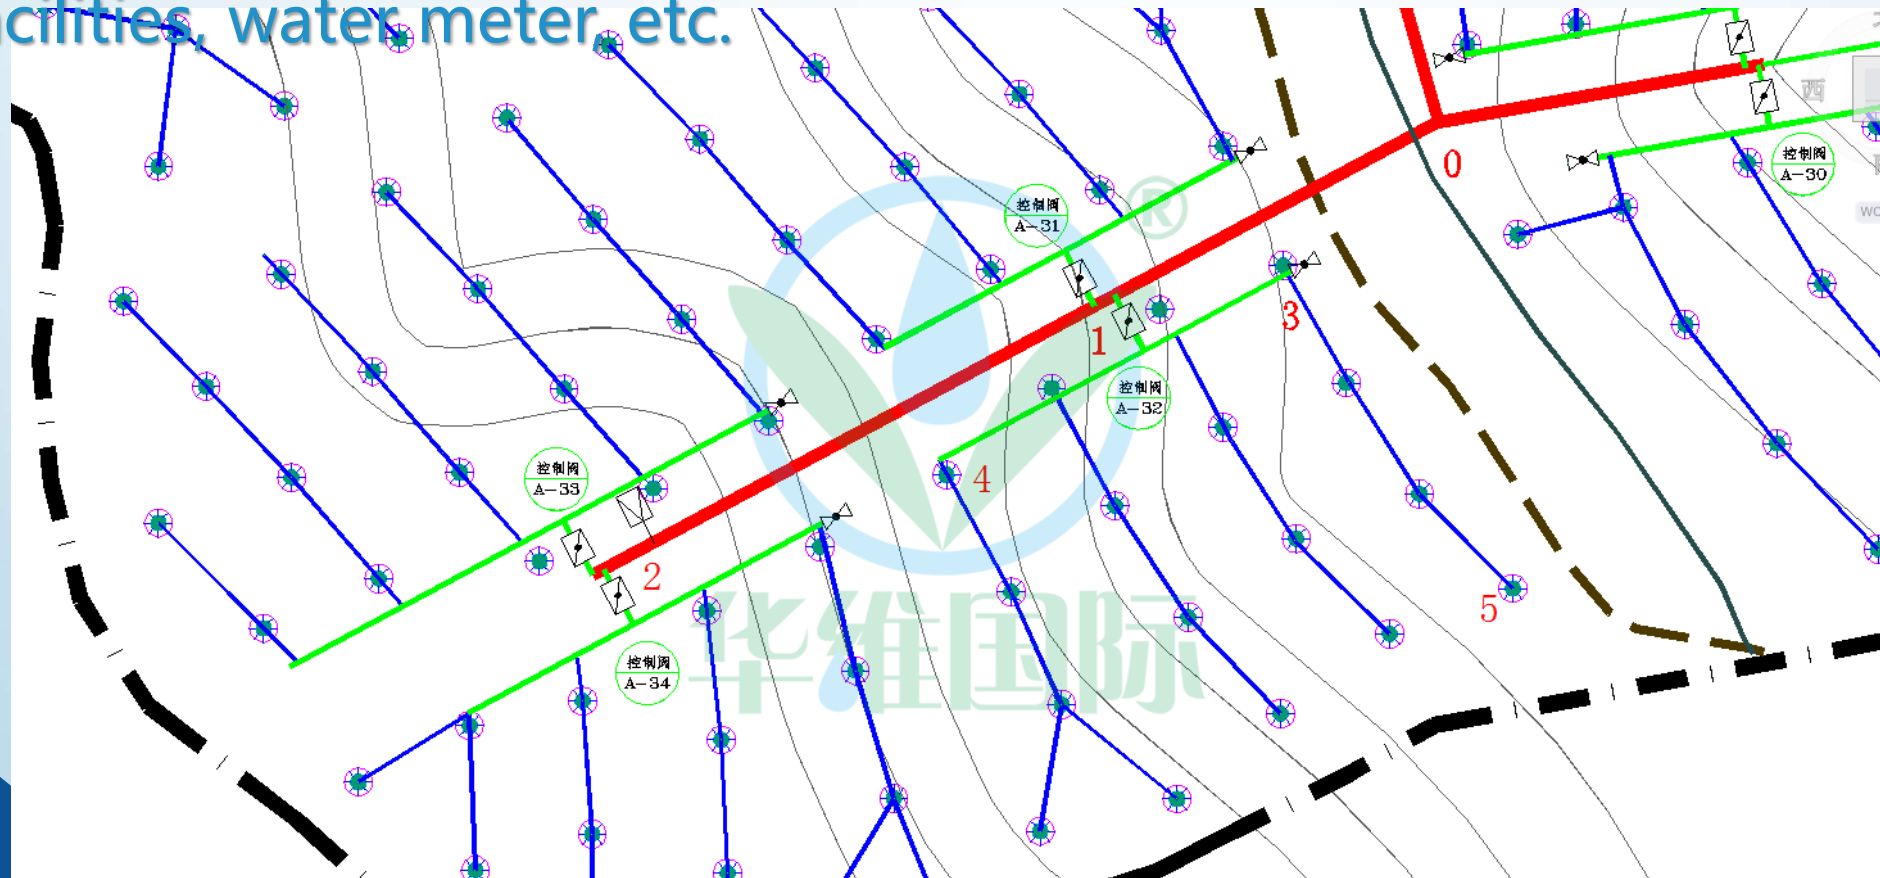 cilities, water meter, etc.
西
0
控制阀
A-30
控制阀
A-31
®
3
1
控制阀
A-32
控制阀
A-33
4
2
5
控制阀
A-34
华维国际